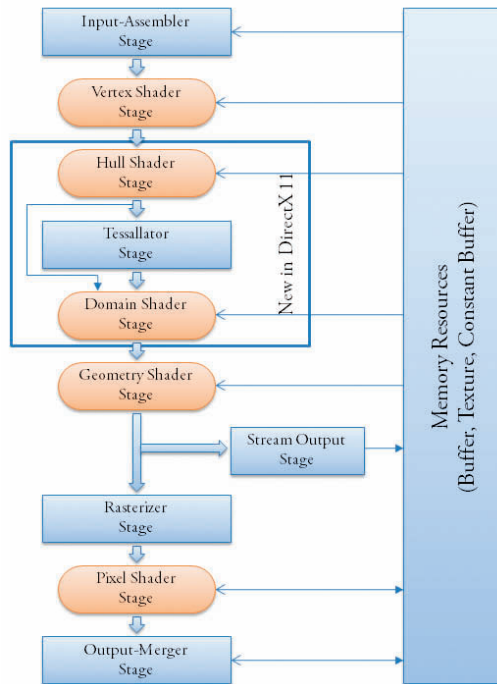 Input-Assembler
Stage
Vertex Shader
Stage
Hull Shader
Stage
Tessallator
Stage
Domain Shader
Stage
New in DirectX11
Geometry Shader
Stage
Stream Output
Stage
Rasterizer
Stage
Pixel Shader
Stage
Output-Merger
Stage
Memory Resources
(Buffer, Texture, Constant Buffer)